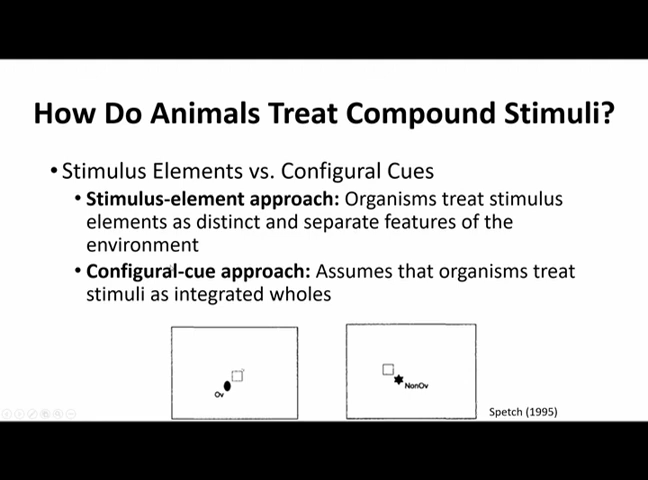 How Do Animals Treat Compound Stimuli?
• Stimulus Elements vs. Configural Cues
• Stimulus-element approach: Organisms treat stimulus
elements as distinct and separate features of the
environment
• Configural-cue approach: Assumes that organisms treat
stimuli as integrated wholes
Ov
NonOv
Spetch (1995)